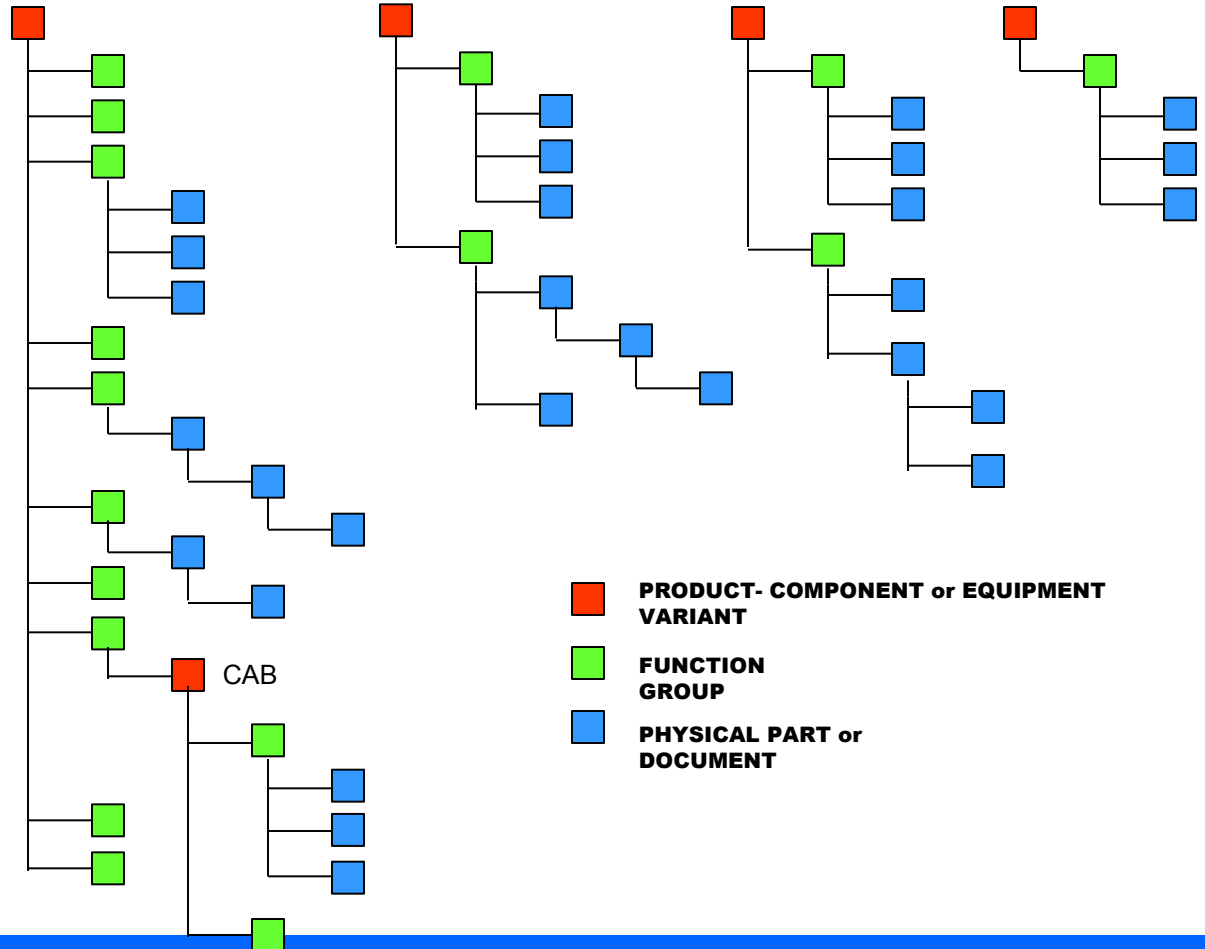 PRODUCT- COMPONENT or EQUIPMENT
VARIANT
FUNCTION
GROUP
CAB
PHYSICAL PART or
DOCUMENT